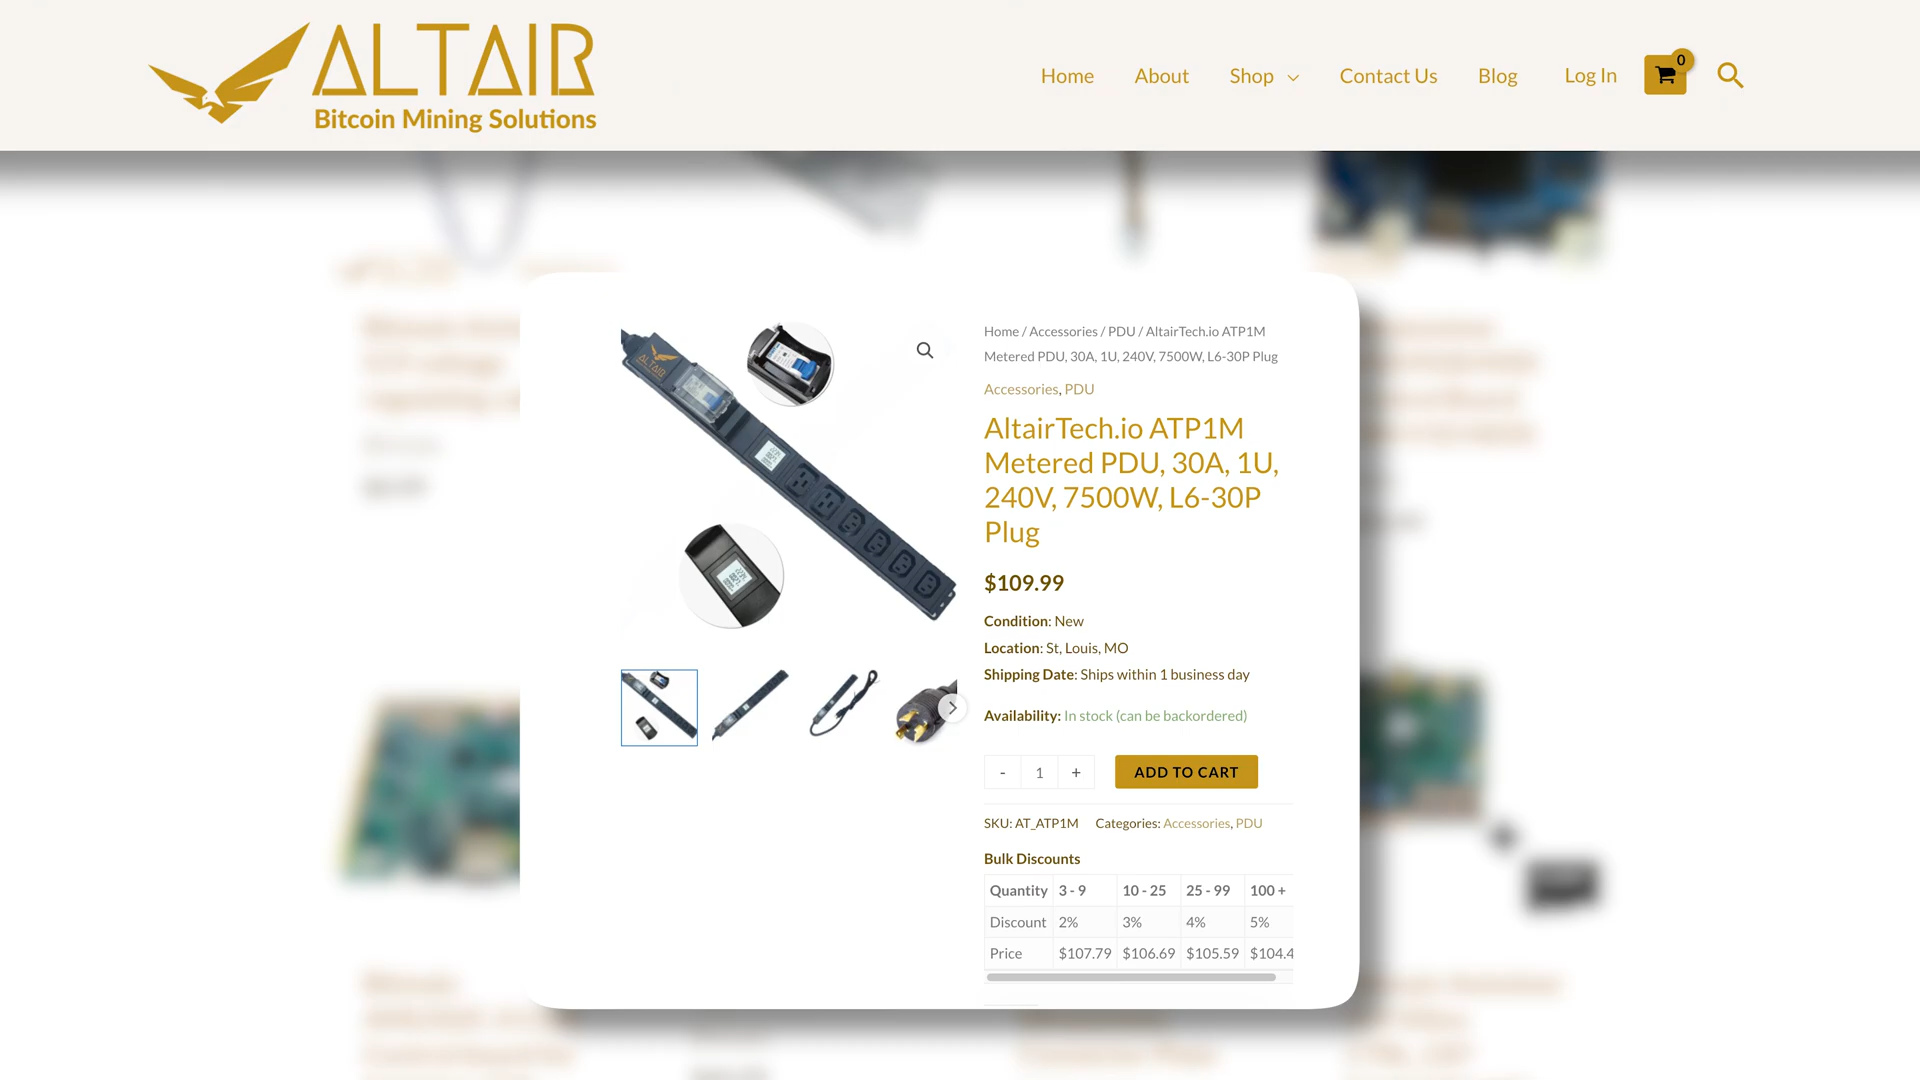 ALTAIR
Bitcoin Mining Solutions
Home
About
Shop
Contact Us
Blog
Log In
0
ALTAIR
Home / Accessories / PDU / AltairTech.io ATP1M
Metered PDU, 30A, 1U, 240V, 7500W, L6-30P Plug
Accessories, PDU
AltairTech.io ATP1M
Metered PDU, 30A, 1U,
240V, 7500W, L6-30P
Plug
$109.99
Condition: New
Location: St, Louis, MO
Shipping Date: Ships within 1 business day
Availability: In stock (can be backordered)
- 1 +
ADD TO CART
SKU: AT_ATP1M Categories: Accessories, PDU
Bulk Discounts
Quantity 3 - 9 10 - 25 25 - 99 100 +
Discount 2% 3% 4% 5%
Price $107.79 $106.69 $105.59 $104.4